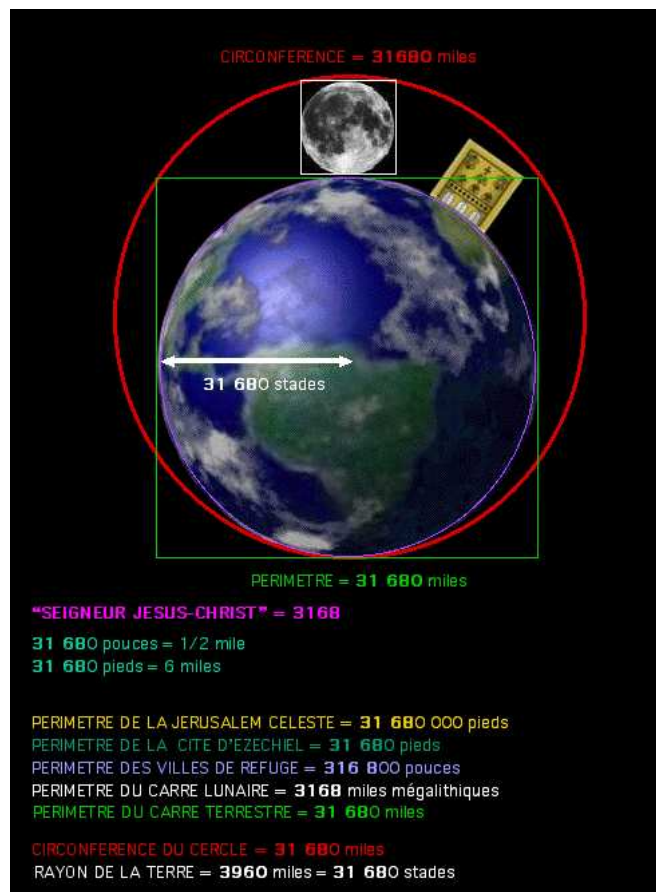 CIRCONFERENCE = 31680 miles
31 680 stades
PERIMETRE = 31 680 miles
“SEIGNEUR JESUS-CHRIST” = 3168
31 680 pouces = 1/2 mile
31 680 pieds = 6 miles
PERIMETRE DE LA JERUSALEM CELESTE = 31 680 000 pieds
PERIMETRE DE LA CITE D'EZECHIEL = 31 680 pieds
PERIMETRE DES VILLES DE REFUGE = 316 800 pouces
PERIMETRE DU CARRE LUNAIRE = 3168 miles mégalithiques
PERIMETRE DU CARRE TERRESTRE = 31 680 miles
CIRCONFERENCE DU CERCLE = 31 680 miles
RAYON DE LA TERRE = 3960 miles = 31 680 stades